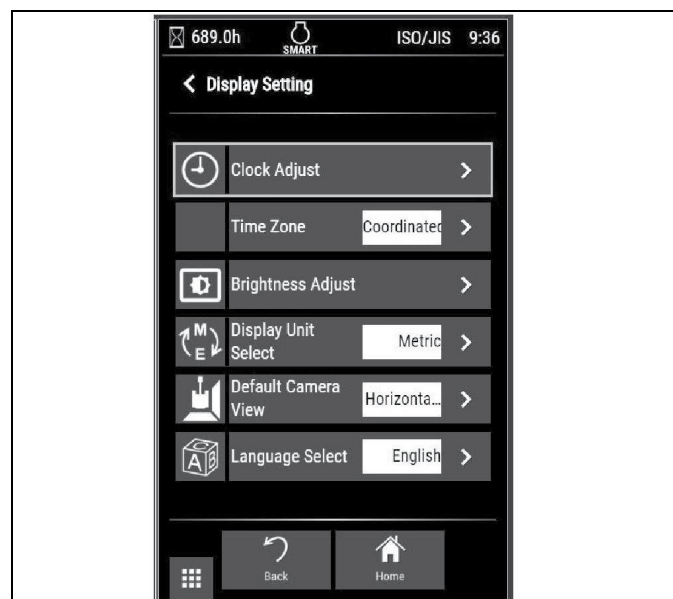 689.0h SMART ISO/JIS 9:36
Display Setting
Clock Adjust
Time Zone Coordinated
Brightness Adjust
M
E
Display Unit
Select
Metric
Default Camera
View
Horizonta...
A B
Language Select English
Back Home